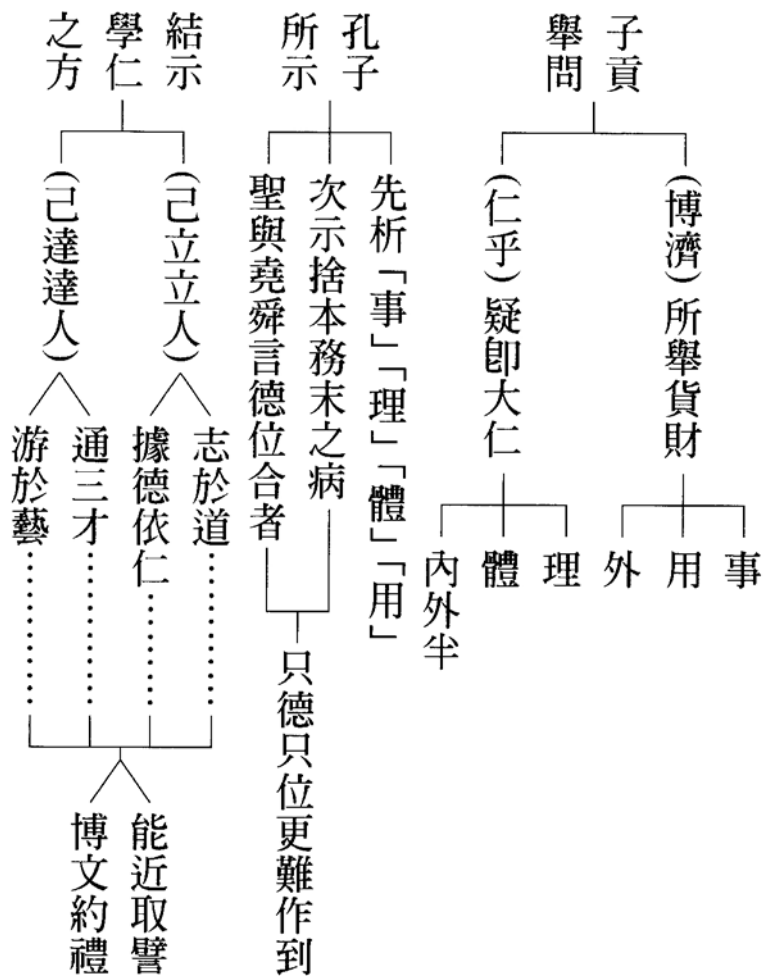 子貢
舉問
(博濟)所舉貨財
事
用
外
(仁乎)疑卽大仁
理
體
內外半
孔子
所示
先析「事」「理」「體」「用」
次示捨本務末之病
聖與堯舜言德位合者
只德只位更難作到
結示
學仁
之方
(己立立人)
志於道
據德依仁
(己達達人)
通三才
游於藝
能近取譬
博文約禮